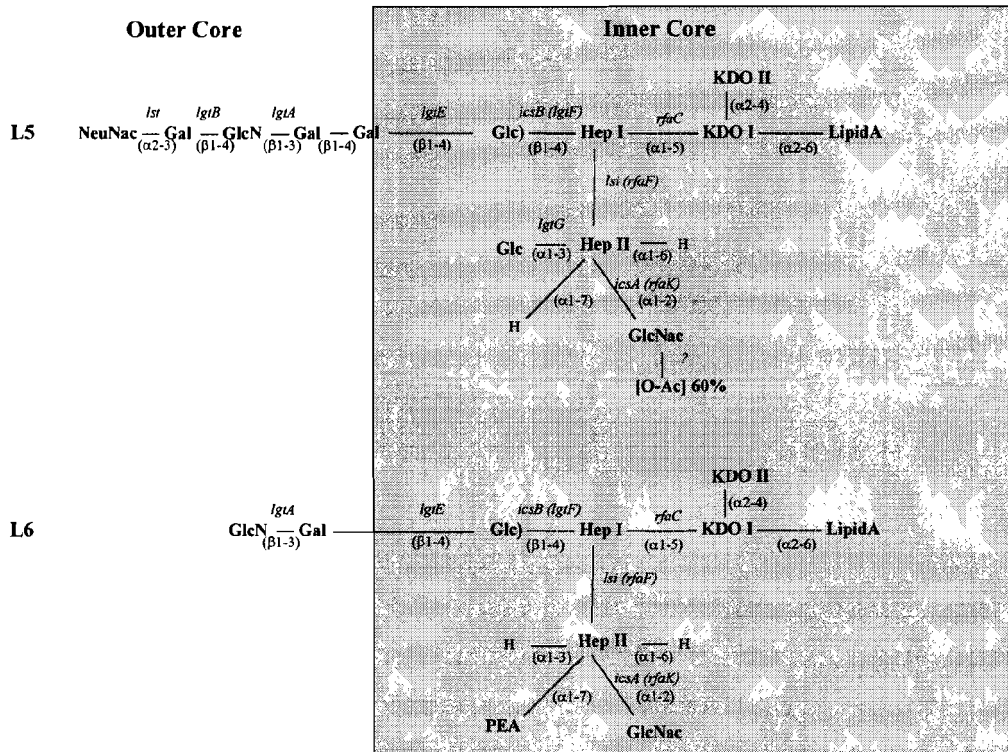 Outer Core
Inner Core
KDO II
(α2-4)
lst lgtB lgtA lgtE icsB (lgtF) rfaC
L5 NeuNac Gal GlcN Gal Gal Glc) Hep I KDO I LipidA
(α2-3) (β1-4) (β1-3) (β1-4) (β1-4) (β1-4) (α1-5) (α2-6)
lsi (rfaF)
lgtG
Glc Hep II H
(α1-3) (α1-6)
icsA (rfaK)
(α1-7) (α1-2)
H
GlcNac
?
[O-Ac] 60%
KDO II
(α2-4)
lgtA lgtE icsB (lgtF) rfaC
L6 GlcN Gal Glc) Hep I KDO I LipidA
(β1-3) (β1-4) (β1-4) (α1-5) (α2-6)
lsi (rfaF)
H Hep II H
(α1-3) (α1-6)
icsA (rfaK)
(α1-7) (α1-2)
PEA GlcNac